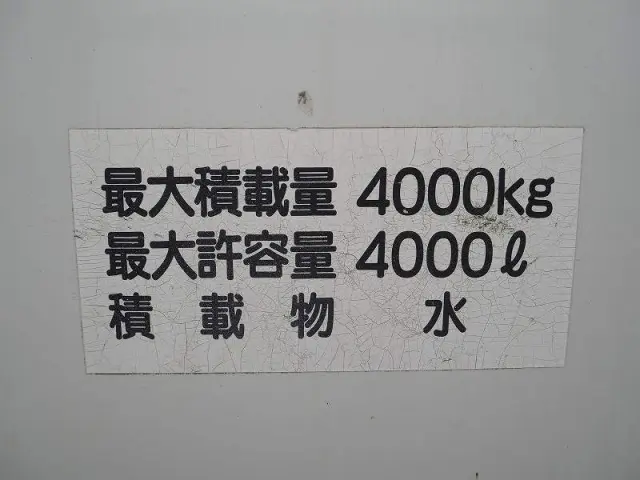 最大積載量 4000kg
最大許容量 4000ℓ
積載物 水